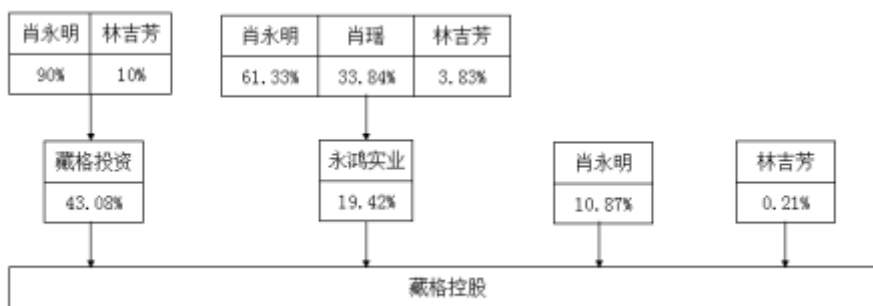 肖永明 林吉芳
90% 10%
肖永明 肖瑶 林吉芳
61.33% 33.84% 3.83%
藏格投资
43.08%
永鸿实业
19.42%
肖永明
10.87%
林吉芳
0.21%
藏格控股